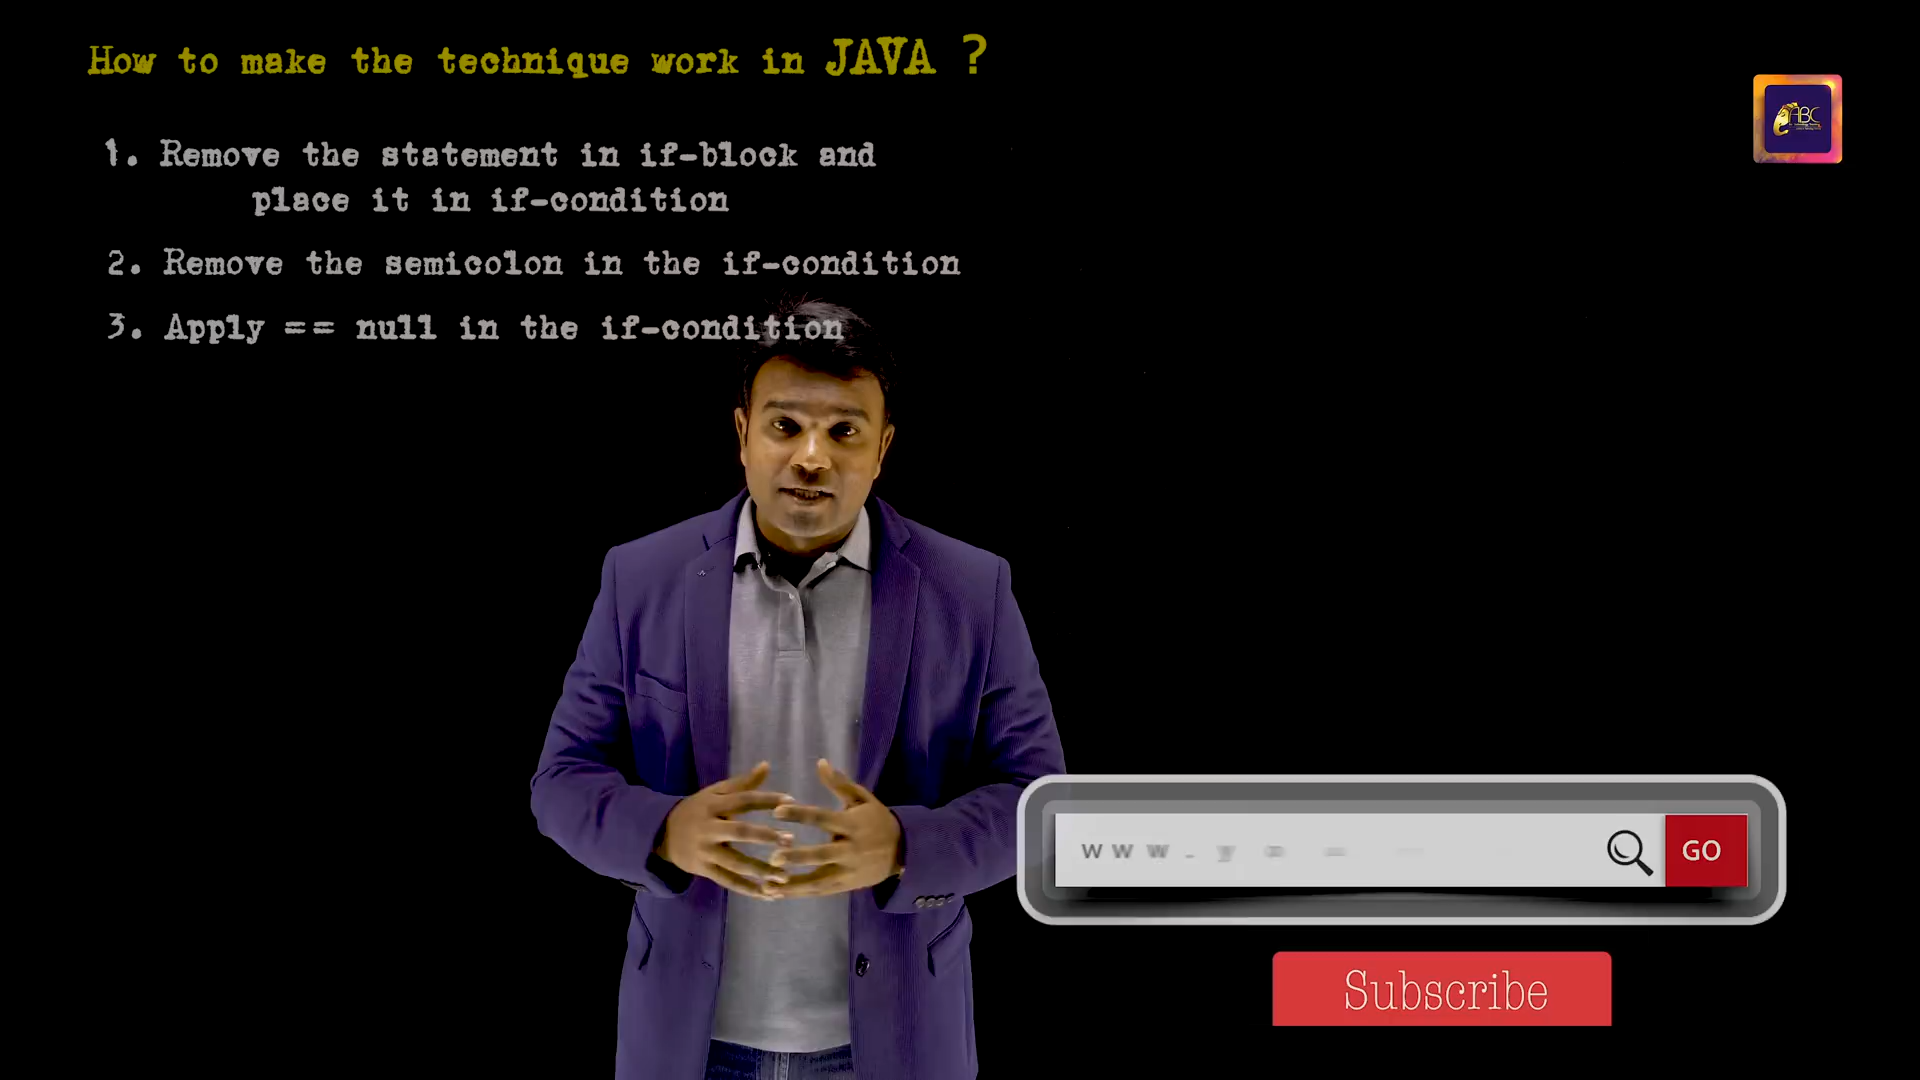 How to make the technique work in JAVA ?
1. Remove the statement in if-block and
place it in if-condition
2. Remove the semicolon in the if-condition
3. Apply == null in the if-condition
ABC
www.y
GO
Subscribe